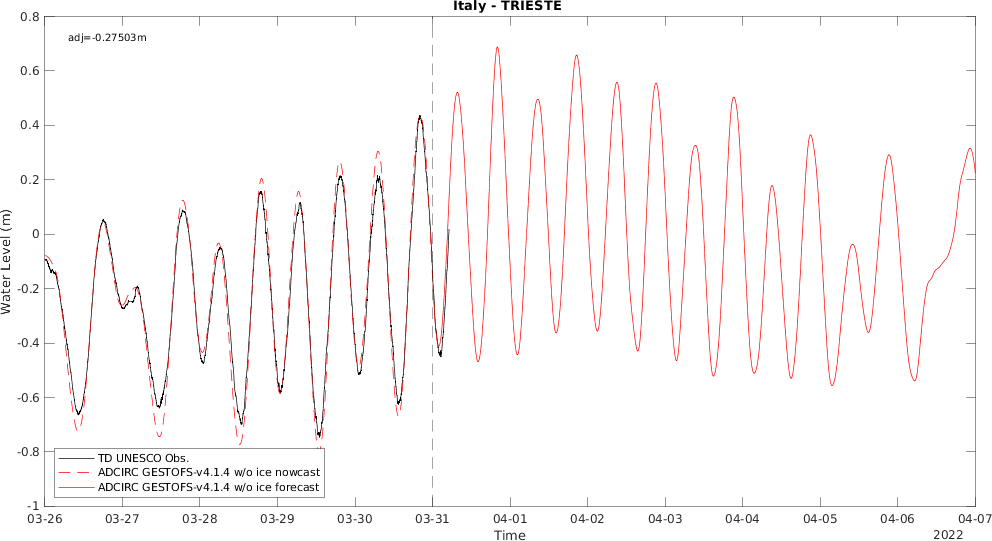 Italy - TRIESTE
0.8
adj=-0.27503m
0.6
0.4
0.2
0
-0.2
-0.4
-0.6
-0.8
-1
Water Level (m)
TD UNESCO Obs.
ADCIRC GESTOFS-v4.1.4 w/o ice nowcast
ADCIRC GESTOFS-v4.1.4 w/o ice forecast
03-26 03-27 03-28 03-29 03-30 03-31 04-01 04-02 04-03 04-04 04-05 04-06 04-07
Time
2022